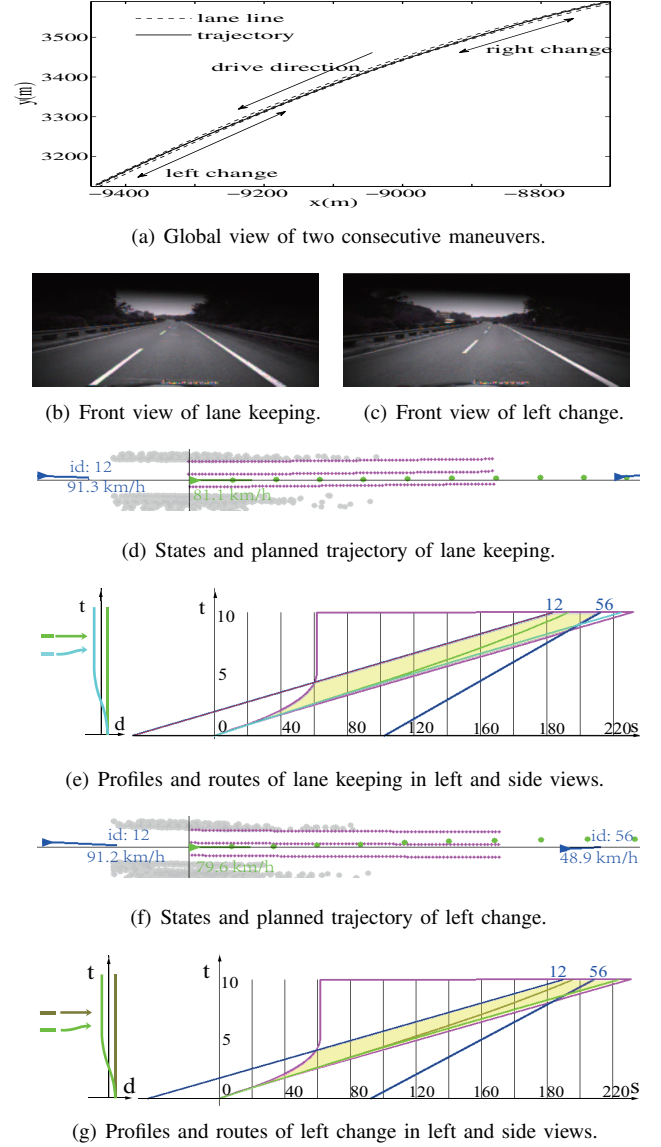 lane line
trajectory
right change
drive direction
left change
3500
3400
3300
3200
y(m)
−9400
−9200
−9000
−8800
x(m)
(a) Global view of two consecutive maneuvers.
(b) Front view of lane keeping.
(c) Front view of left change.
id: 12
91.3 km/h
81.1 km/h
(d) States and planned trajectory of lane keeping.
t
d
t
10
5
12
56
0
40
80
120
160
180
220
s
(e) Profiles and routes of lane keeping in left and side views.
id: 12
91.2 km/h
79.6 km/h
id: 56
48.9 km/h
(f) States and planned trajectory of left change.
t
d
t
10
5
12
56
0
40
80
120
160
180
220
s
(g) Profiles and routes of left change in left and side views.